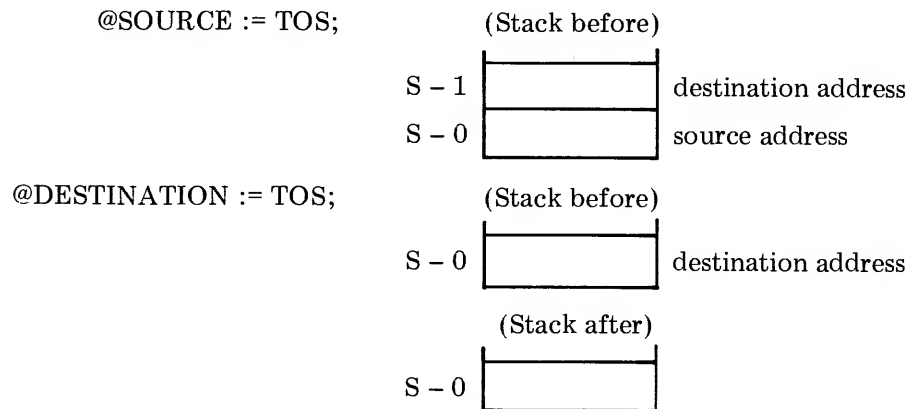 @SOURCE := TOS; (Stack before)
S – 1 destination address
S – 0 source address
@DESTINATION := TOS; (Stack before)
S – 0 destination address
(Stack after)
S – 0